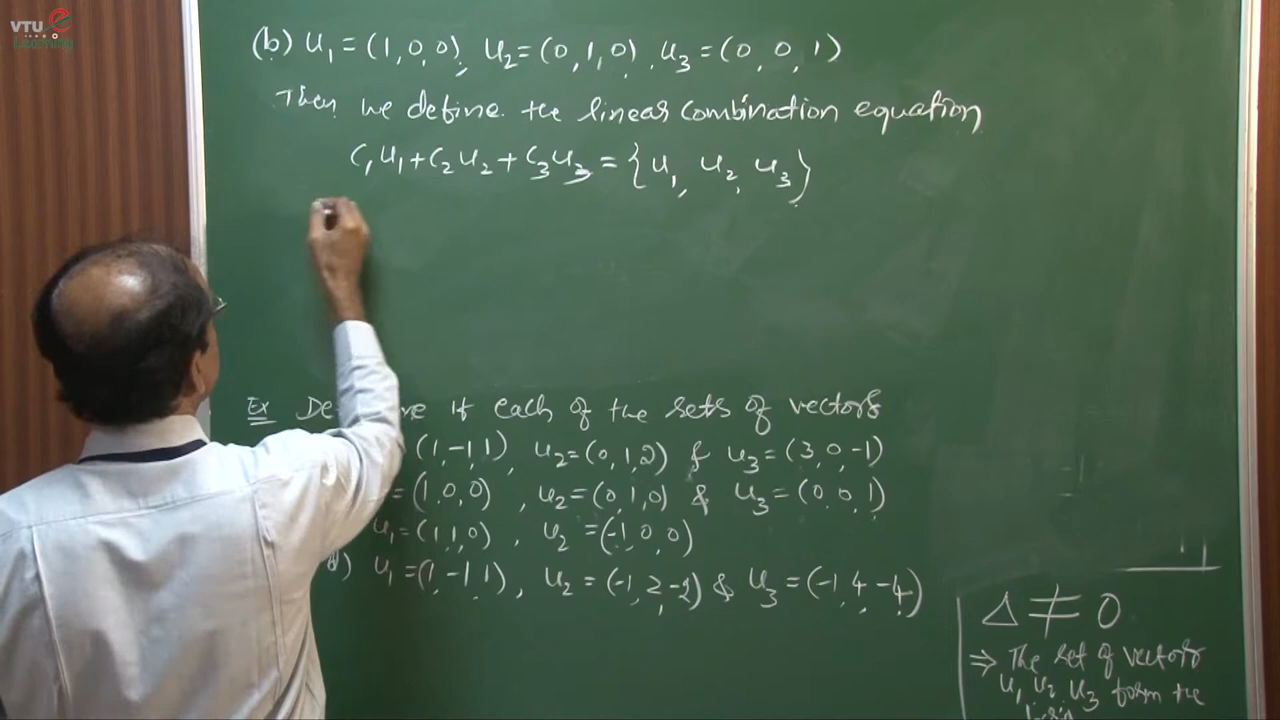 VTU e Learning
(b) u₁ = (1, 0, 0), u₂ = (0, 1, 0), u₃ = (0, 0, 1)
Then we define the linear combination equation
c₁u₁ + c₂u₂ + c₃u₃ = {u₁, u₂, u₃}
Ex De if each of the sets of vectors
(1, -1, 1), u₂ = (0, 1, 2) & u₃ = (3, 0, -1)
= (1, 0, 0), u₂ = (0, 1, 0) & u₃ = (0, 0, 1)
u₁ = (1, 1, 0), u₂ = (-1, 0, 0)
d) u₁ = (1, -1, 1), u₂ = (-1, 2, -2) & u₃ = (-1, 4, -4)
-1
Δ ≠ 0
⇒ The set of vectors
u₁, u₂, u₃ form the